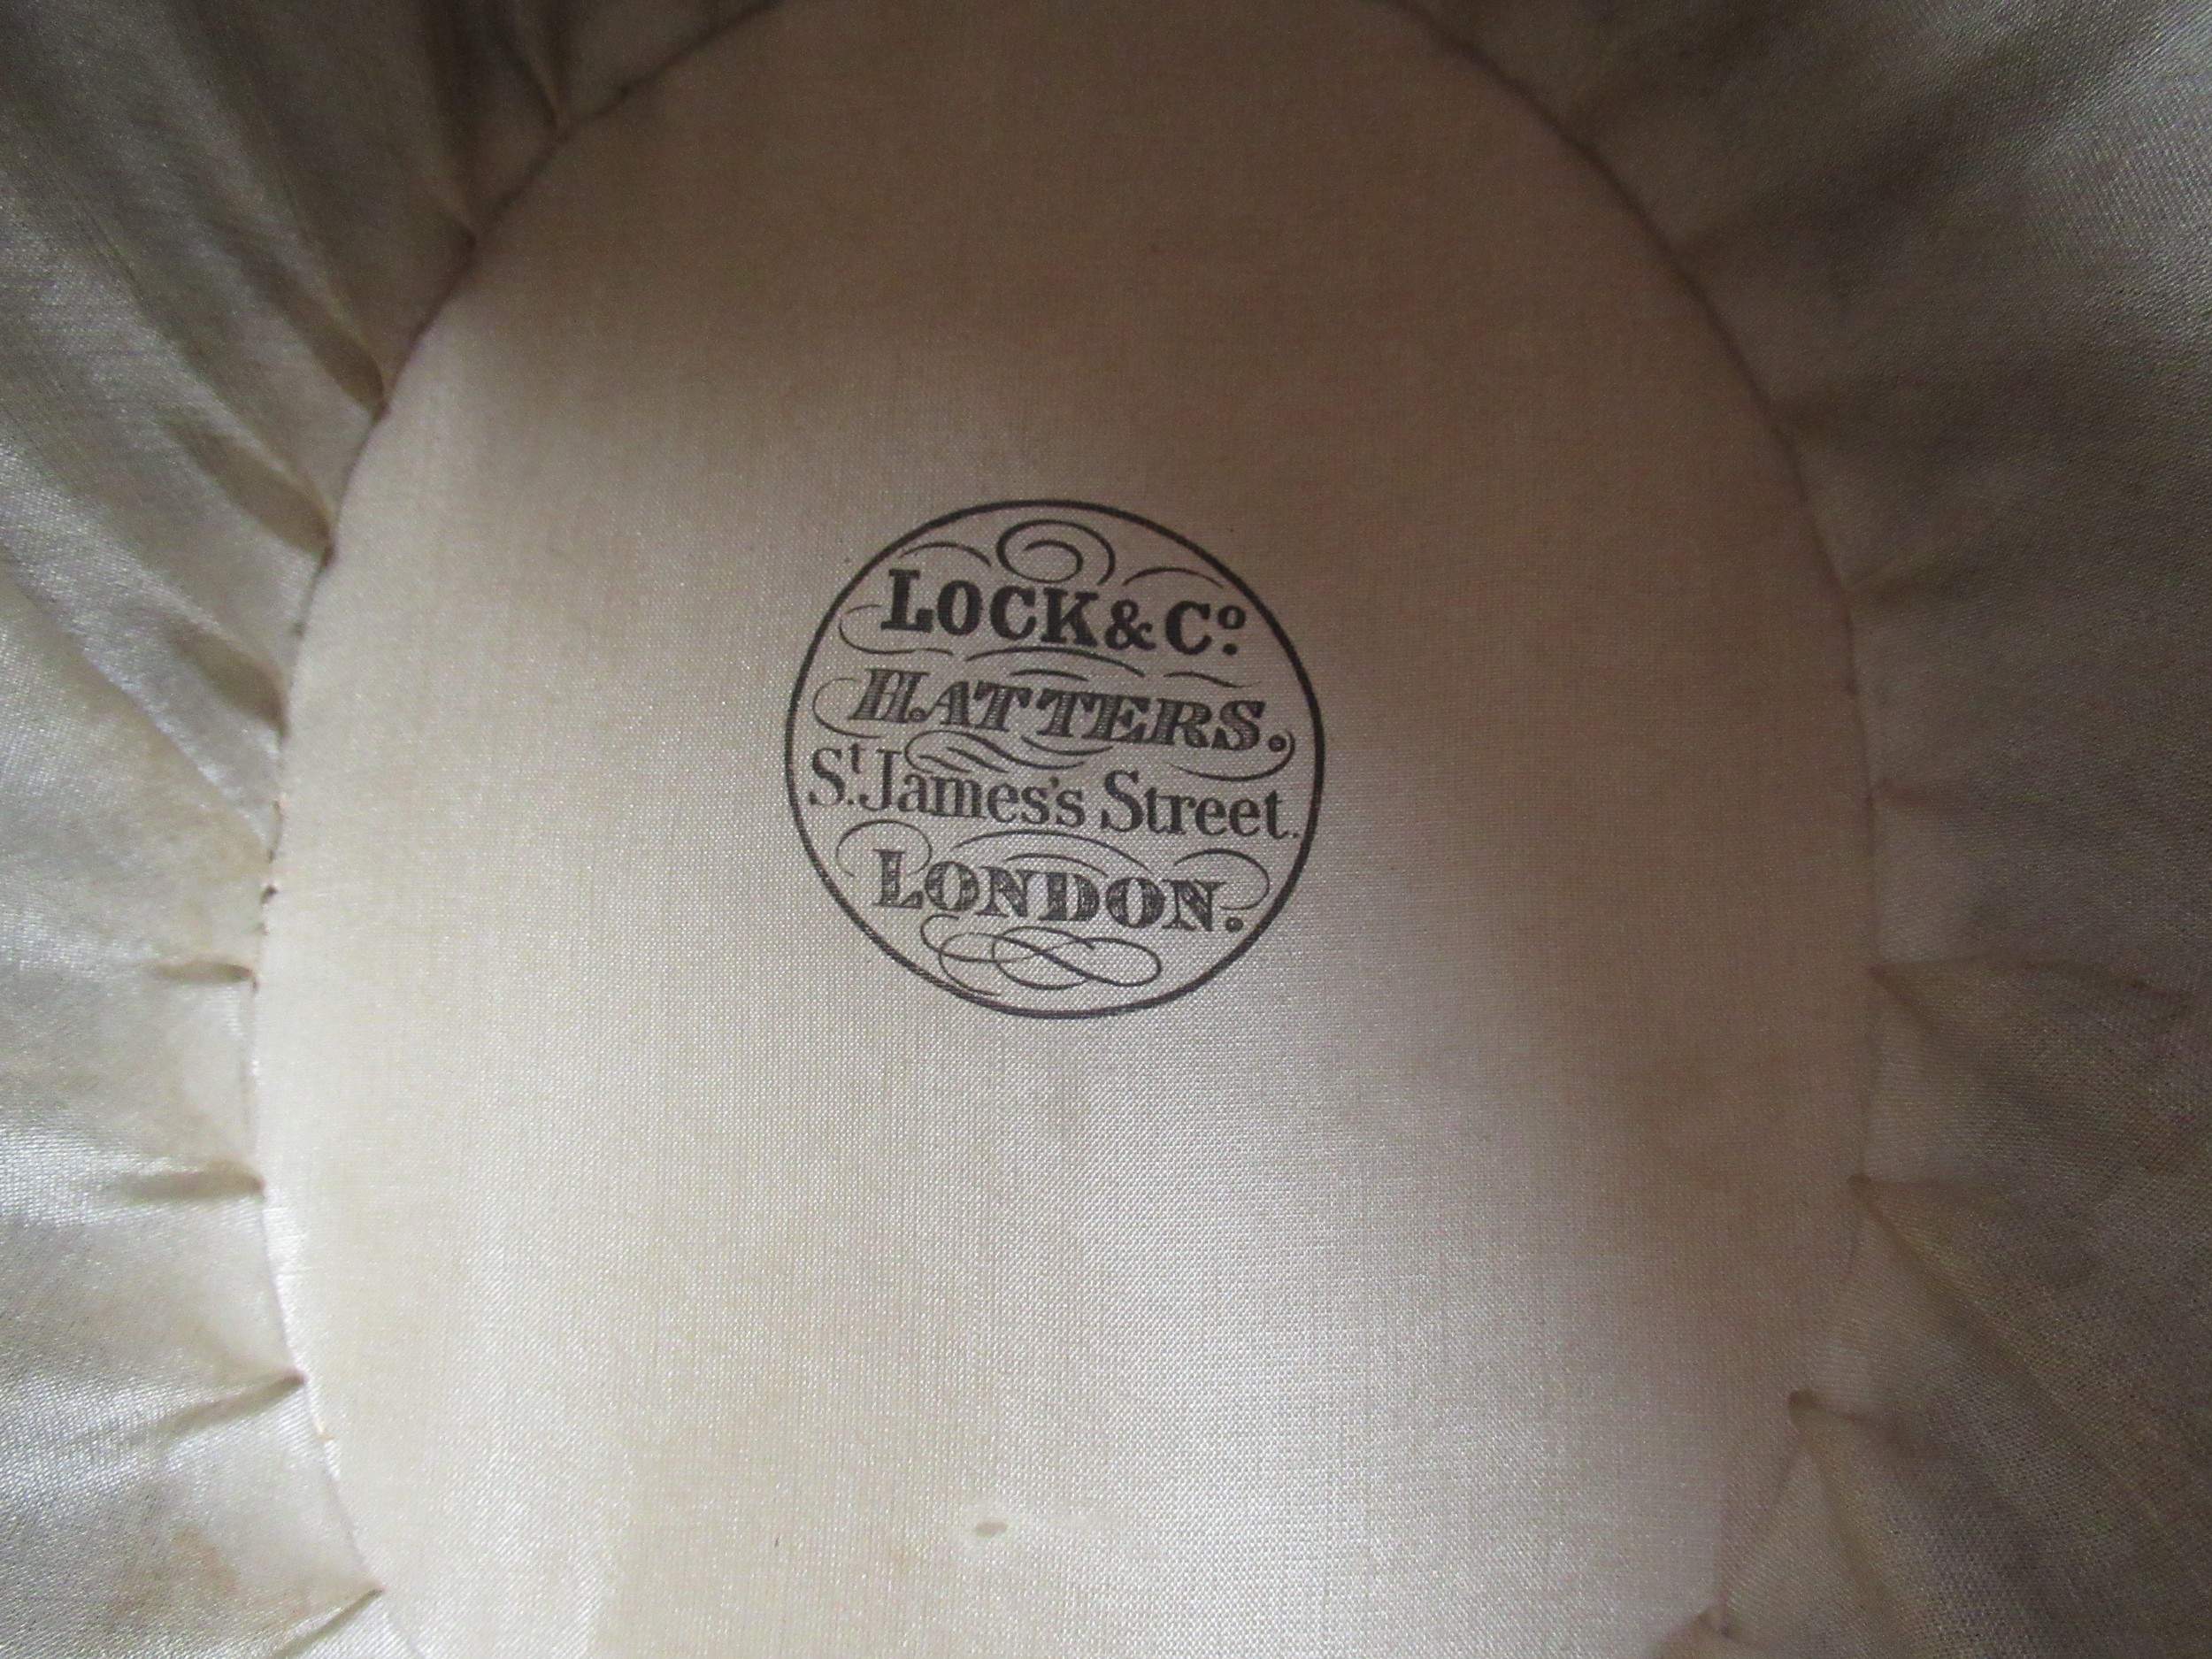 LOCK & Cº.
HATTERS.
St. James's Street.
LONDON.